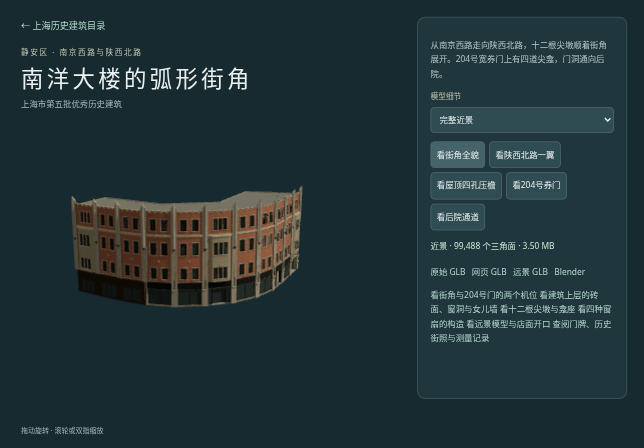 ← 上海历史建筑目录
静安区 · 南京西路与陕西北路
南洋大楼的弧形街角
上海市第五批优秀历史建筑
从南京西路走向陕西北路，十二根尖墩顺着街角
展开。204号宽券门上有四道尖龛，门洞通向后
院。
模型细节
完整近景
看街角全貌 看陕西北路一翼
看屋顶四孔压檐 看204号券门
看后院通道
近景 · 99,488 个三角面 · 3.50 MB
原始 GLB 网页 GLB 远景 GLB Blender
看街角与204号门的两个机位 看建筑上层的砖
面、窗洞与女儿墙 看十二根尖墩与龛座 看四种窗
扇的构造 看远景模型与店面开口 查阅门牌、历史
街照与测量记录
拖动旋转 · 滚轮或双指缩放